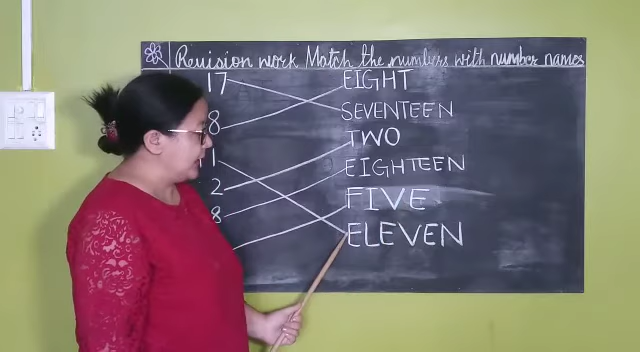 Revision work Match the numbers with number names
17 EIGHT
8 SEVENTEEN
1 TWO
2 EIGHTEEN
8 FIVE
ELEVEN